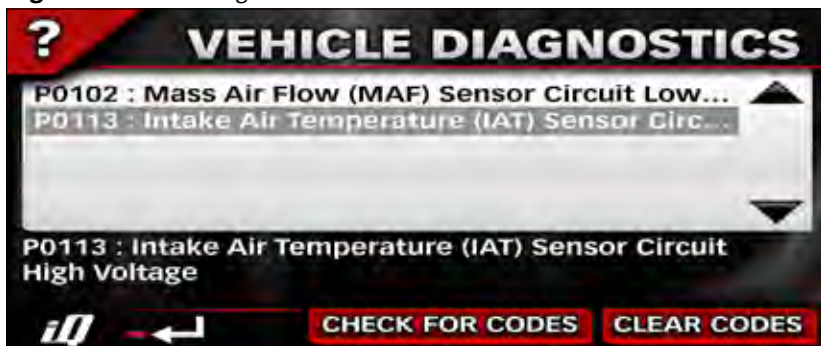 ?
VEHICLE DIAGNOSTICS
P0102 : Mass Air Flow (MAF) Sensor Circuit Low...
P0113 : Intake Air Temperature (IAT) Sensor Circ...
P0113 : Intake Air Temperature (IAT) Sensor Circuit
High Voltage
iQ
CHECK FOR CODES
CLEAR CODES